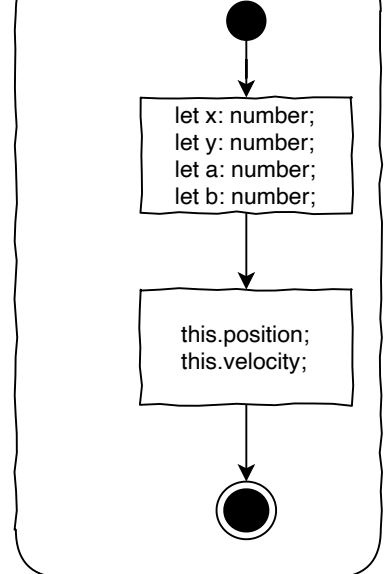 let x: number;
let y: number;
let a: number;
let b: number;
this.position;
this.velocity;